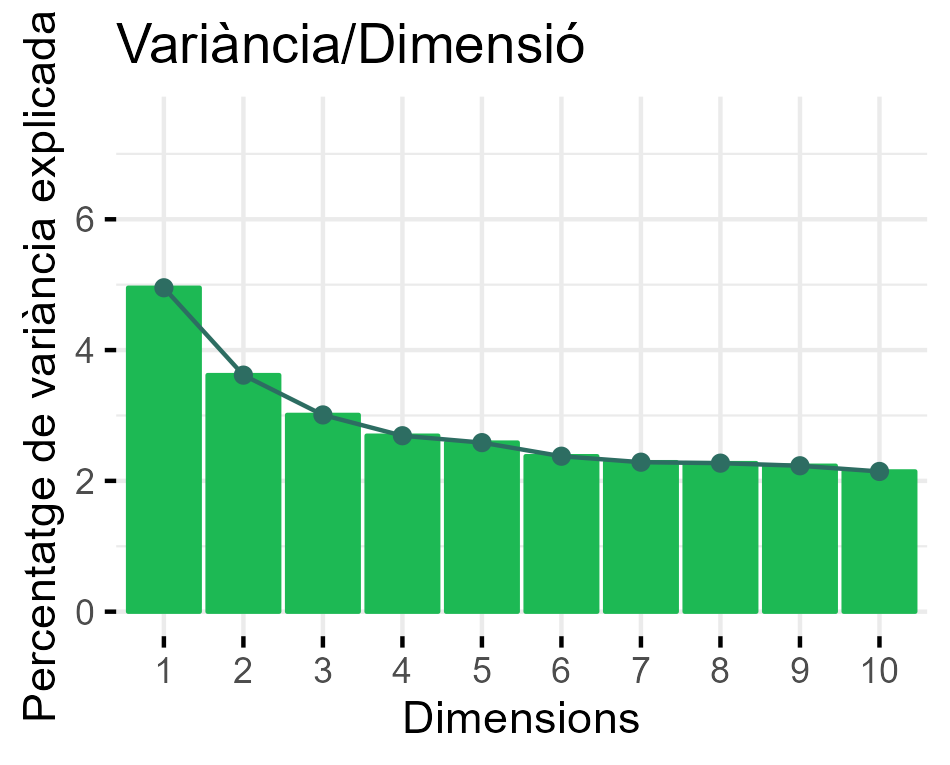 Variància/Dimensió
Percentatge de variància explicada
6
4
2
0
1 2 3 4 5 6 7 8 9 10
Dimensions